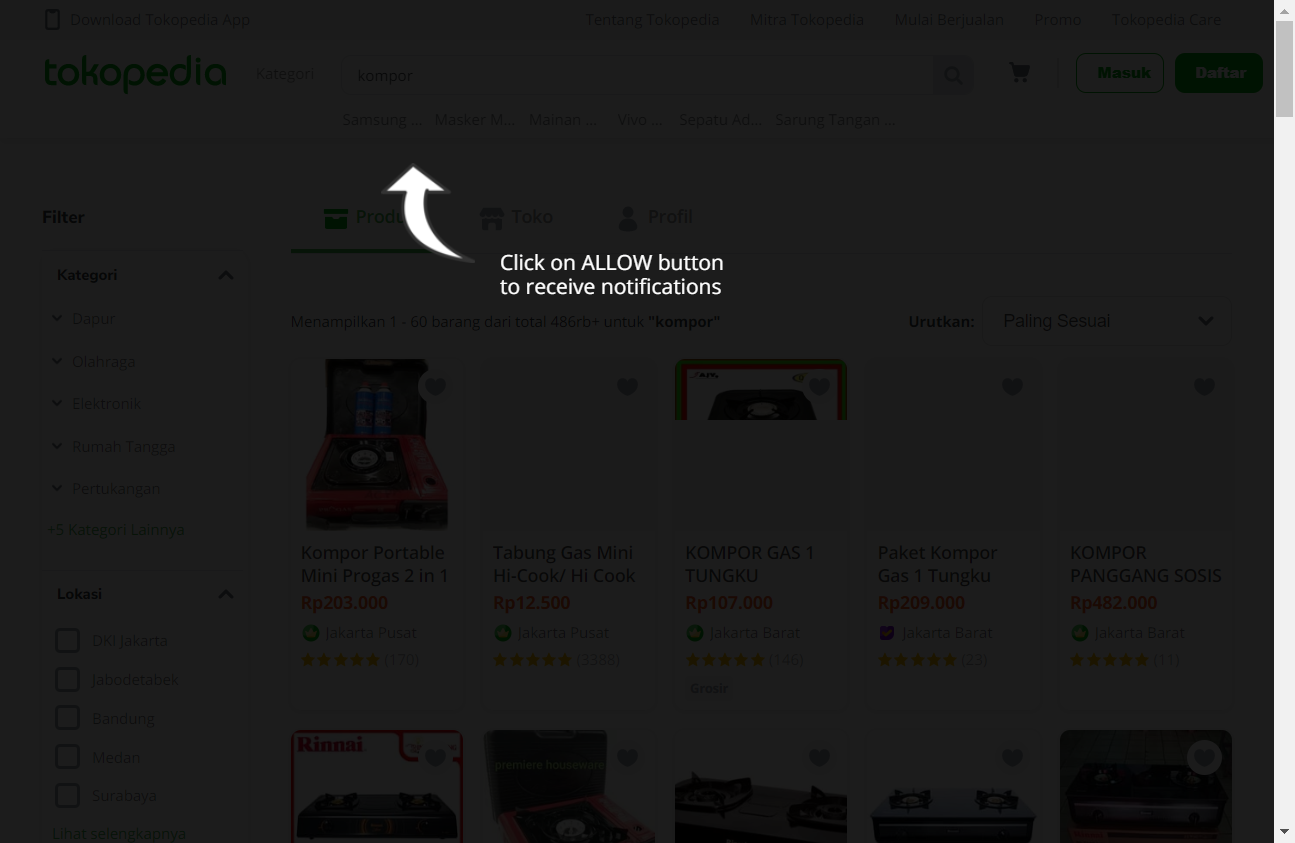 Download Tokopedia App
Tentang Tokopedia Mitra Tokopedia Mulai Berjualan Promo Tokopedia Care
tokopedia Kategori kompor Masuk Daftar
Samsung ... Masker M... Mainan ... Vivo ... Sepatu Ad... Sarung Tangan ...
Filter
Toko Profil
Click on ALLOW button
to receive notifications
Kategori
Dapur
Olahraga
Elektronik
Rumah Tangga
Pertukangan
+5 Kategori Lainnya
Lokasi
DKI Jakarta
Jabodetabek
Bandung
Medan
Surabaya
Lihat selengkapnya
Menampilkan 1 - 60 barang dari total 486rb+ untuk "kompor"
Urutkan: Paling Sesuai
Kompor Portable
Mini Progas 2 in 1
Rp203.000
Jakarta Pusat
(170)
Tabung Gas Mini
Hi-Cook/ Hi Cook
Rp12.500
Jakarta Pusat
(3388)
KOMPOR GAS 1
TUNGKU
Rp107.000
Jakarta Barat
(146)
Grosir
Paket Kompor
Gas 1 Tungku
Rp209.000
Jakarta Barat
(23)
KOMPOR
PANGGANG SOSIS
Rp482.000
Jakarta Barat
(11)
Rinnai
premiere houseware